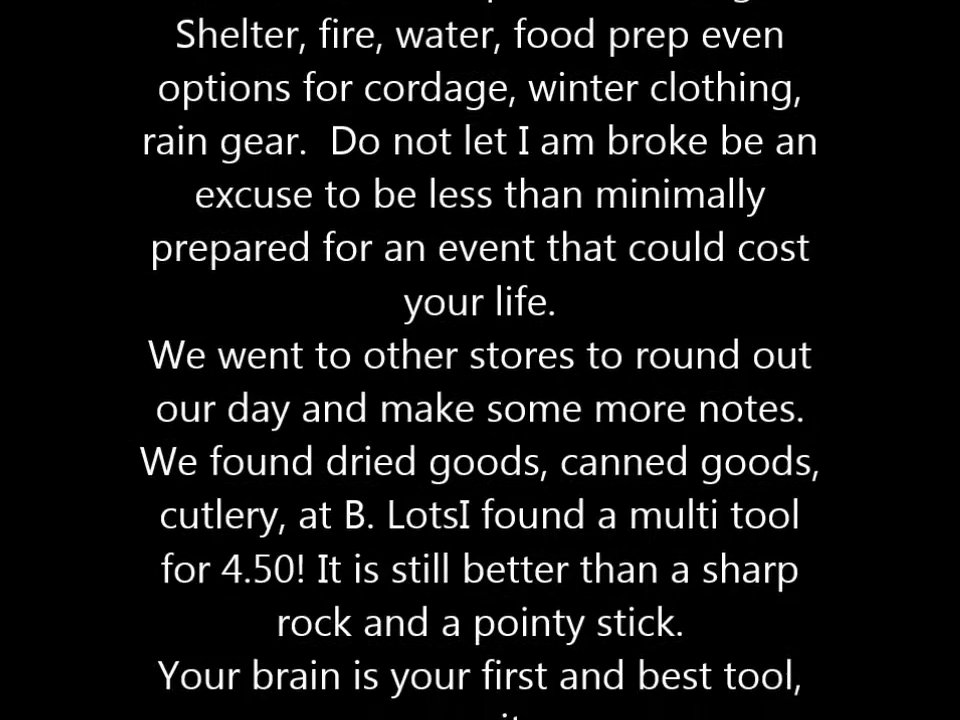 Shelter, fire, water, food prep even
options for cordage, winter clothing,
rain gear.  Do not let I am broke be an
excuse to be less than minimally
prepared for an event that could cost
your life.
We went to other stores to round out
our day and make some more notes.
We found dried goods, canned goods,
cutlery, at B. LotsI found a multi tool
for 4.50! It is still better than a sharp
rock and a pointy stick.
Your brain is your first and best tool,